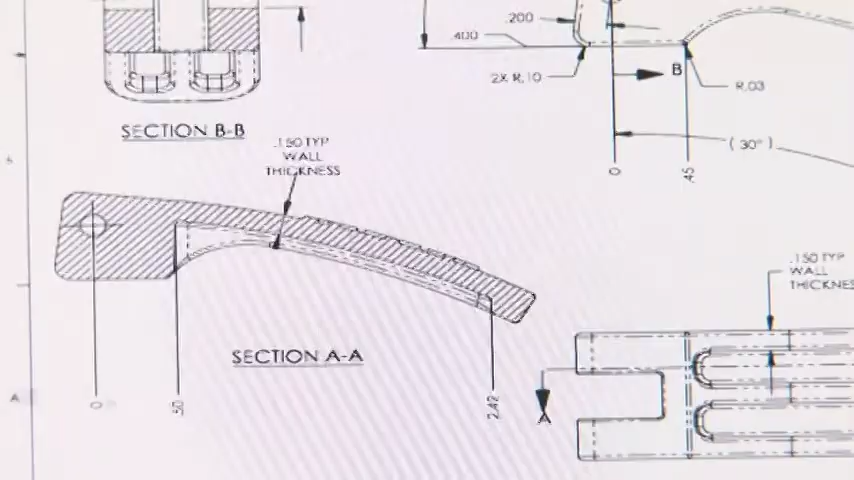 .200
.400
2X R.10
B
R.03
( 30° )
0
.45
SECTION B-B
.150 TYP
WALL
THICKNESS
.150 TYP
WALL
THICKNESS
SECTION A-A
A
A
0
.50
2.42